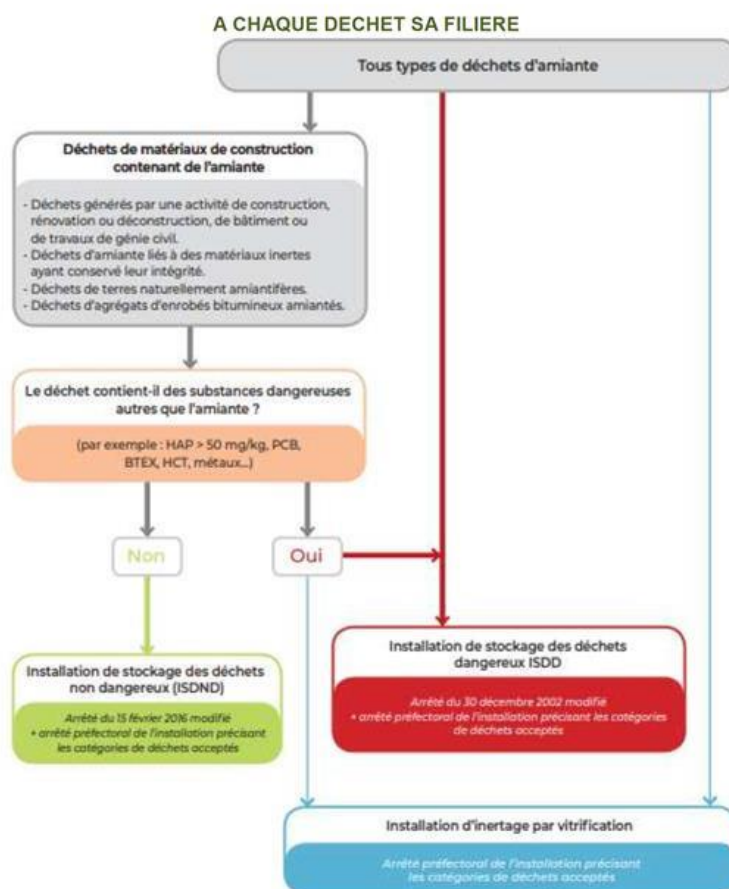 A CHAQUE DECHET SA FILIERE
Tous types de déchets d'amiante
Déchets de matériaux de construction
contenant de l'amiante
- Déchets générés par une activité de construction,
rénovation ou déconstruction, de bâtiment ou
de travaux de génie civil.
- Déchets d'amiante liés à des matériaux inertes
ayant conservé leur intégrité.
- Déchets de terres naturellement amiantifères.
- Déchets d'agrégats d'enrobés bitumineux amiantés.
Le déchet contient-il des substances dangereuses
autres que l'amiante ?
(par exemple : HAP > 50 mg/kg, PCB,
BTEX, HCT, métaux...)
Non
Oui
Installation de stockage des déchets
non dangereux (ISDND)
Arrêté du 15 février 2016 modifié
+ arrêté préfectoral de l'installation précisant
les catégories de déchets acceptés
Installation de stockage des déchets
dangereux ISDD
Arrêté du 30 décembre 2002 modifié
+ arrêté préfectoral de l'installation précisant les catégories
de déchets acceptés
Installation d'inertage par vitrification
Arrêté préfectoral de l'installation précisant
les catégories de déchets acceptés